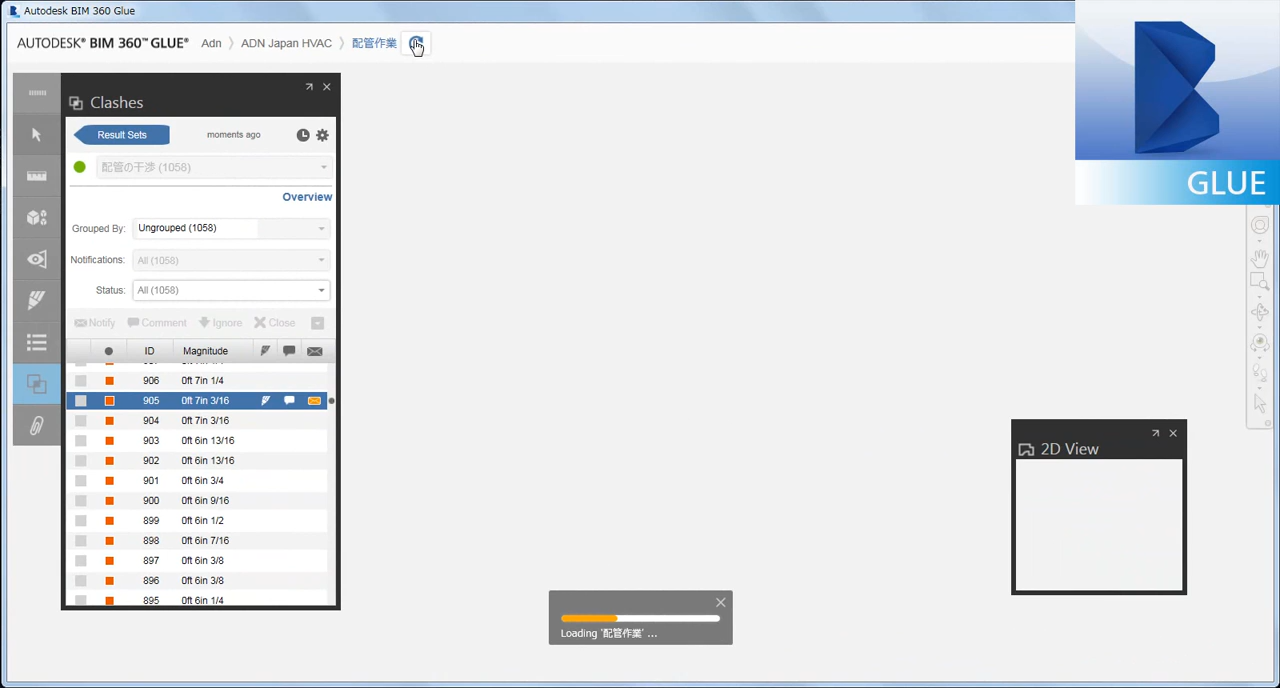 Autodesk BIM 360 Glue
AUTODESK® BIM 360™ GLUE® Adn 〉 ADN Japan HVAC 〉 配管作業
GLUE
Clashes
Result Sets moments ago
配管の干渉 (1058)
Overview
Grouped By: Ungrouped (1058)
Notifications: All (1058)
Status: All (1058)
Notify Comment Ignore Close
ID Magnitude
906 0ft 7in 1/4
905 0ft 7in 3/16
904 0ft 7in 3/16
903 0ft 6in 13/16
902 0ft 6in 13/16
901 0ft 6in 3/4
900 0ft 6in 9/16
899 0ft 6in 1/2
898 0ft 6in 7/16
897 0ft 6in 3/8
896 0ft 6in 3/8
895 0ft 6in 1/4
2D View
Loading '配管作業' ...